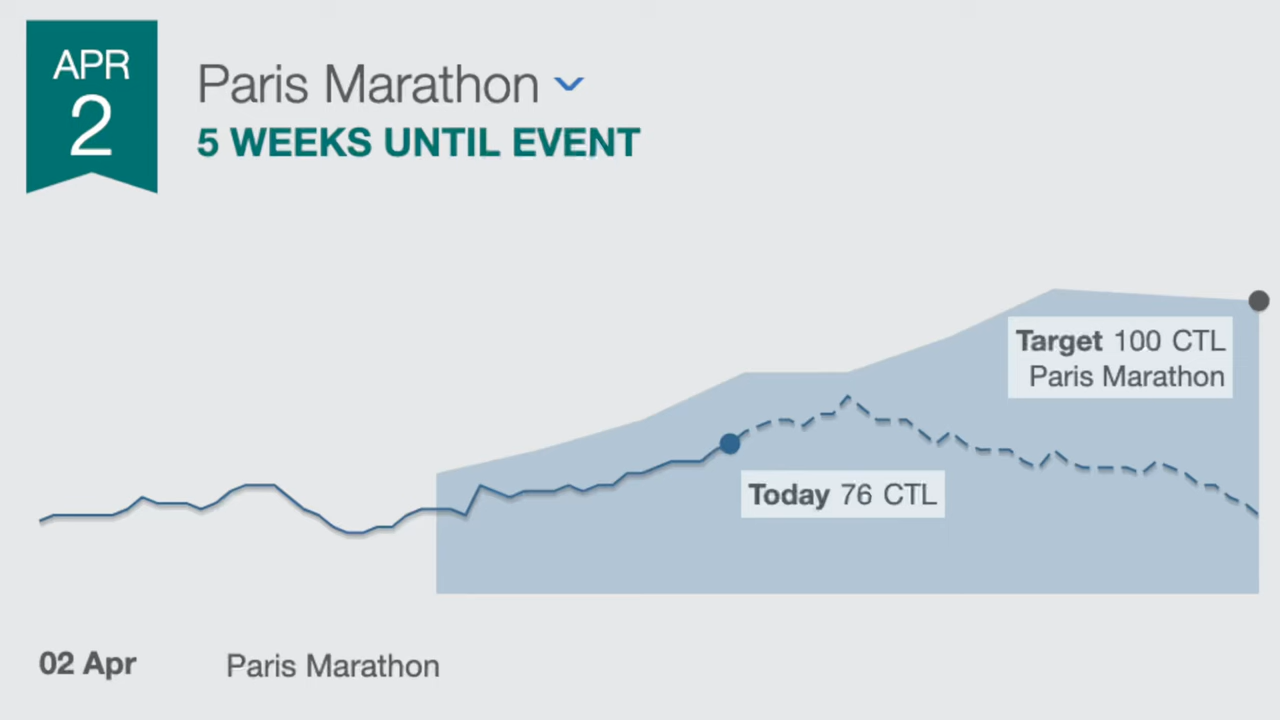 APR
2
Paris Marathon
5 WEEKS UNTIL EVENT
Target 100 CTL
Paris Marathon
Today 76 CTL
02 Apr Paris Marathon